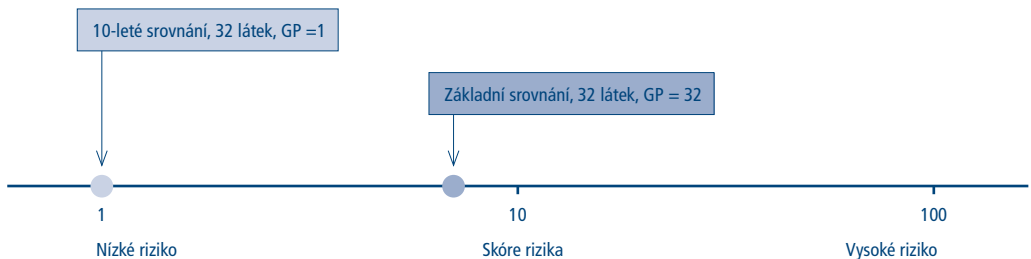 10-leté srovnání, 32 látek, GP =1
Základní srovnání, 32 látek, GP = 32
1
10
100
Nízké riziko
Skóre rizika
Vysoké riziko